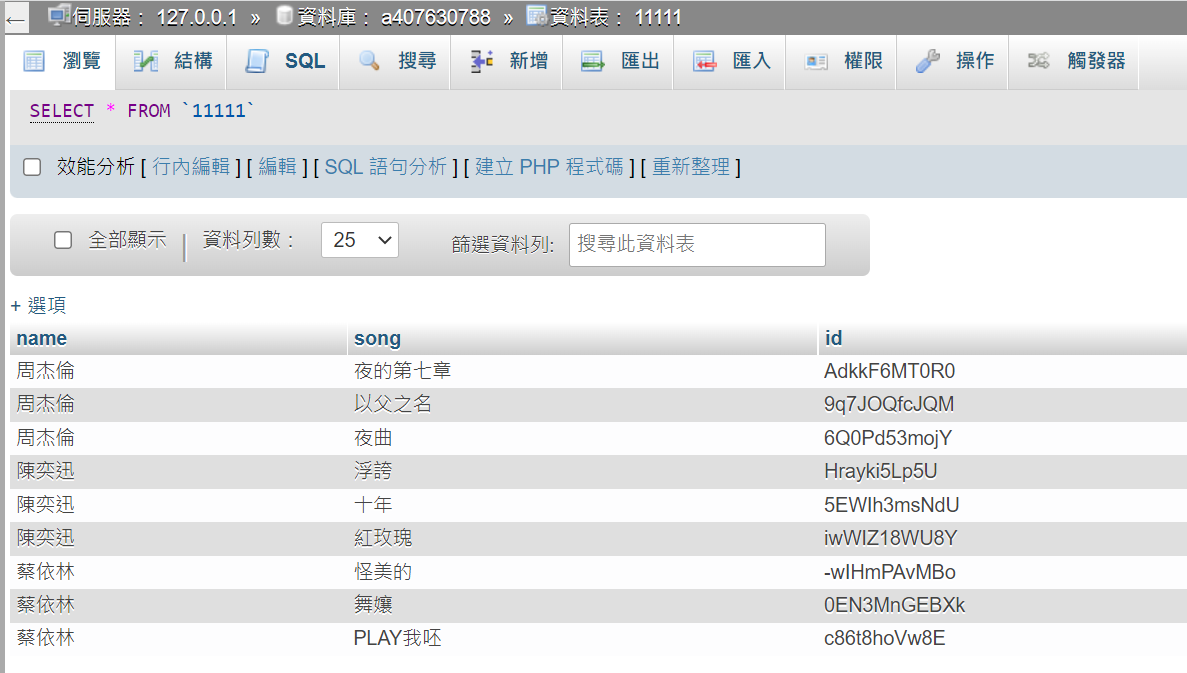 ← 伺服器： 127.0.0.1 » 資料庫： a407630788 » 資料表： 11111
瀏覽 結構 SQL 搜尋 新增 匯出 匯入 權限 操作 觸發器
SELECT * FROM `11111`
效能分析 [ 行內編輯 ] [ 編輯 ] [ SQL 語句分析 ] [ 建立 PHP 程式碼 ] [ 重新整理 ]
全部顯示 | 資料列數： 25 篩選資料列: 搜尋此資料表
+ 選項
name song id
周杰倫 夜的第七章 AdkkF6MT0R0
周杰倫 以父之名 9q7JOQfcJQM
周杰倫 夜曲 6Q0Pd53mojY
陳奕迅 浮誇 Hrayki5Lp5U
陳奕迅 十年 5EWIh3msNdU
陳奕迅 紅玫瑰 iwWIZ18WU8Y
蔡依林 怪美的 -wIHmPAvMBo
蔡依林 舞孃 0EN3MnGEBXk
蔡依林 PLAY我呸 c86t8hoVw8E